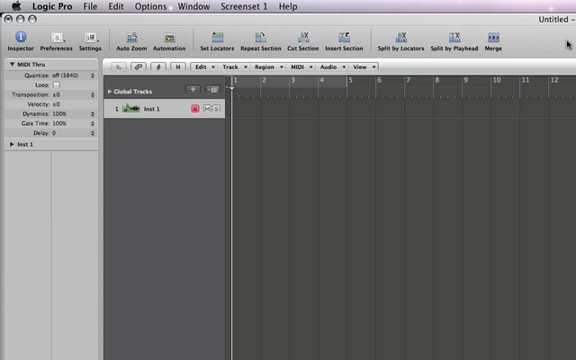 Logic Pro File Edit Options Window Screenset 1 Help
Untitled –
Inspector Preferences Settings Auto Zoom Automation Set Locators Repeat Section Cut Section Insert Section Split by Locators Split by Playhead Merge
MIDI Thru
Quantize: off (3840)
Loop:
Transposition: ±0
Velocity: ±0
Dynamics: 100%
Gate Time: 100%
Delay: 0
Inst 1
H Edit Track Region MIDI Audio View
Global Tracks
1 2 3 4 5 6 7 8 9 10 11 12
1 Inst 1 R M S